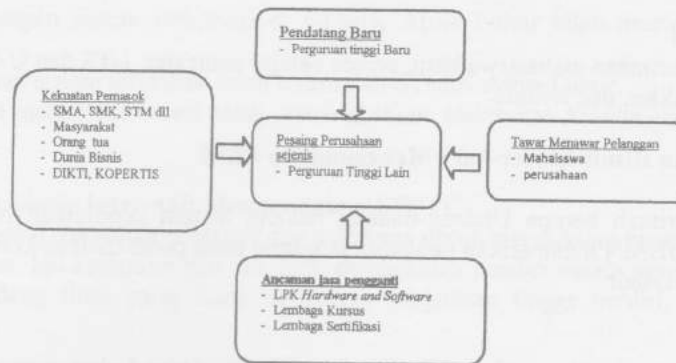 Pendatang Baru
- Perguruan tinggi Baru
Kekuatan Pemasok
- SMA, SMK, STM dll
- Masyarakat
- Orang tua
- Dunia Bisnis
- DIKTI, KOPERTIS
Pesaing Perusahaan
sejenis
- Perguruan Tinggi Lain
Tawar Menawar Pelanggan
- Mahaisswa
- perusahaan
Ancaman Jasa pengganti
- LPK Hardware and Software
- Lembaga Kursus
- Lembaga Sertifikasi